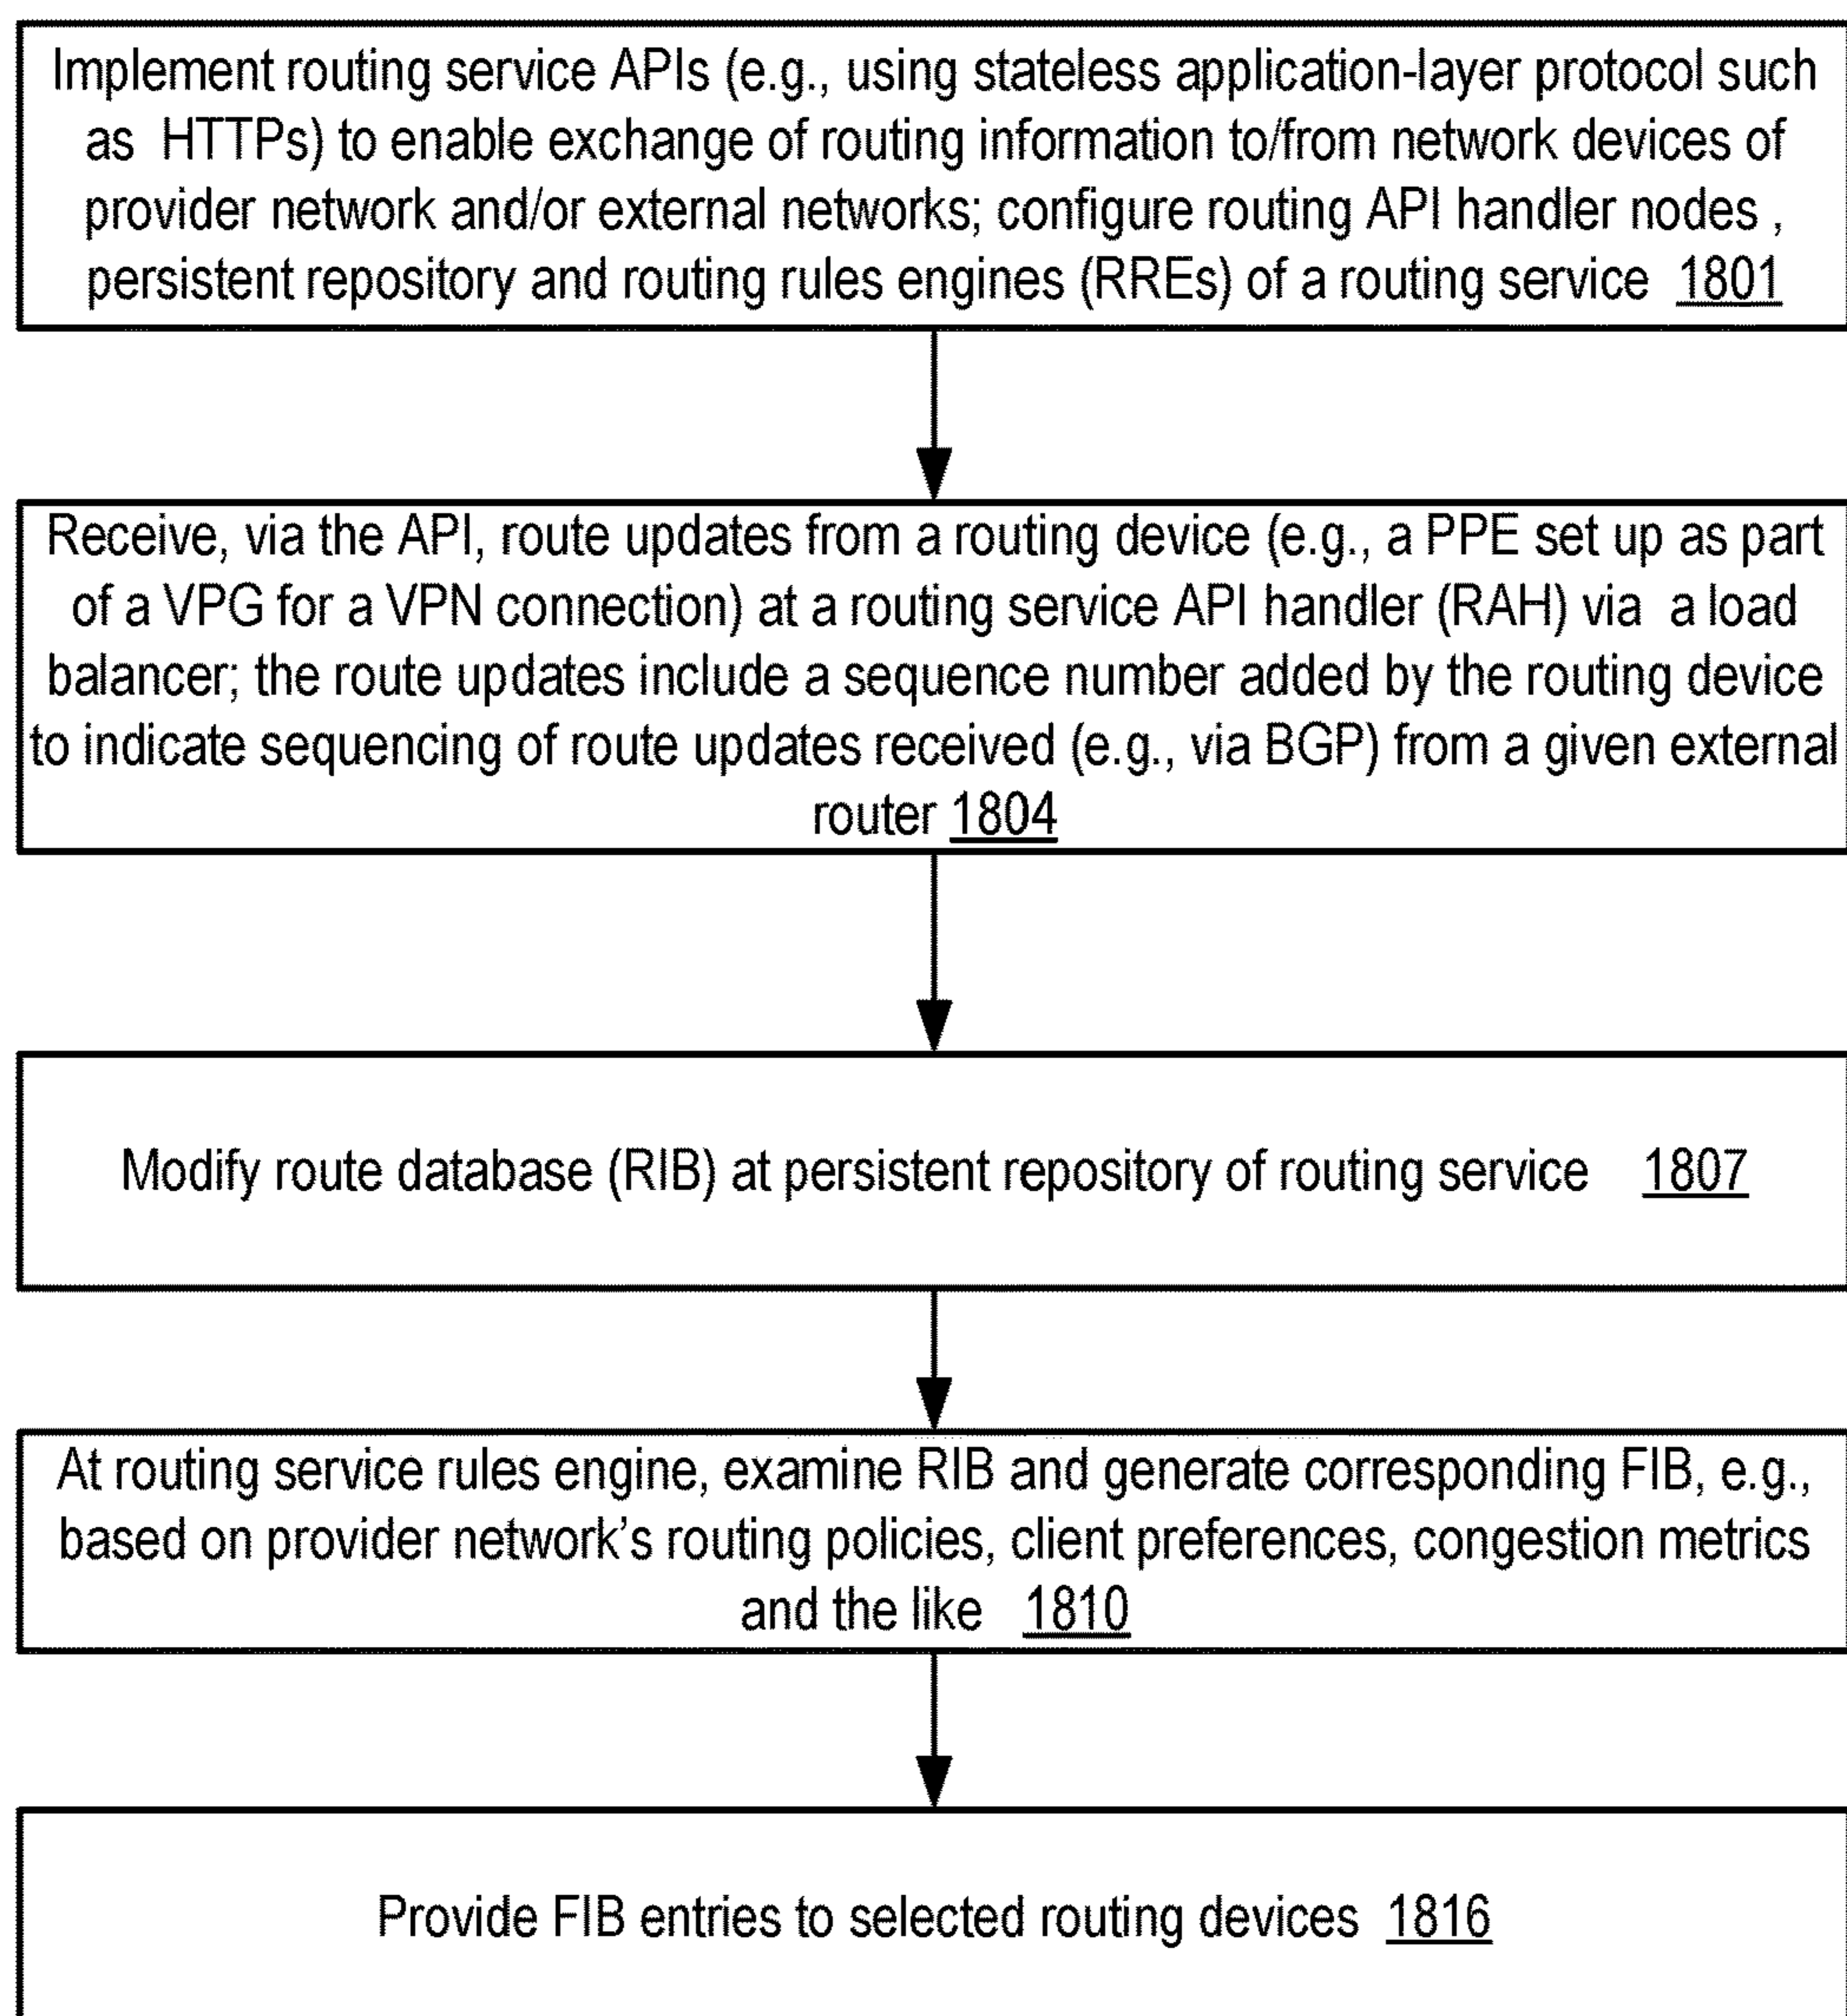 Implement routing service APIs (e.g., using stateless application-layer protocol such
as HTTPs) to enable exchange of routing information to/from network devices of
provider network and/or external networks; configure routing API handler nodes ,
persistent repository and routing rules engines (RREs) of a routing service 1801
Receive, via the API, route updates from a routing device (e.g., a PPE set up as part
of a VPG for a VPN connection) at a routing service API handler (RAH) via a load
balancer; the route updates include a sequence number added by the routing device
to indicate sequencing of route updates received (e.g., via BGP) from a given external
router 1804
Modify route database (RIB) at persistent repository of routing service 1807
At routing service rules engine, examine RIB and generate corresponding FIB, e.g.,
based on provider network’s routing policies, client preferences, congestion metrics
and the like 1810
Provide FIB entries to selected routing devices 1816